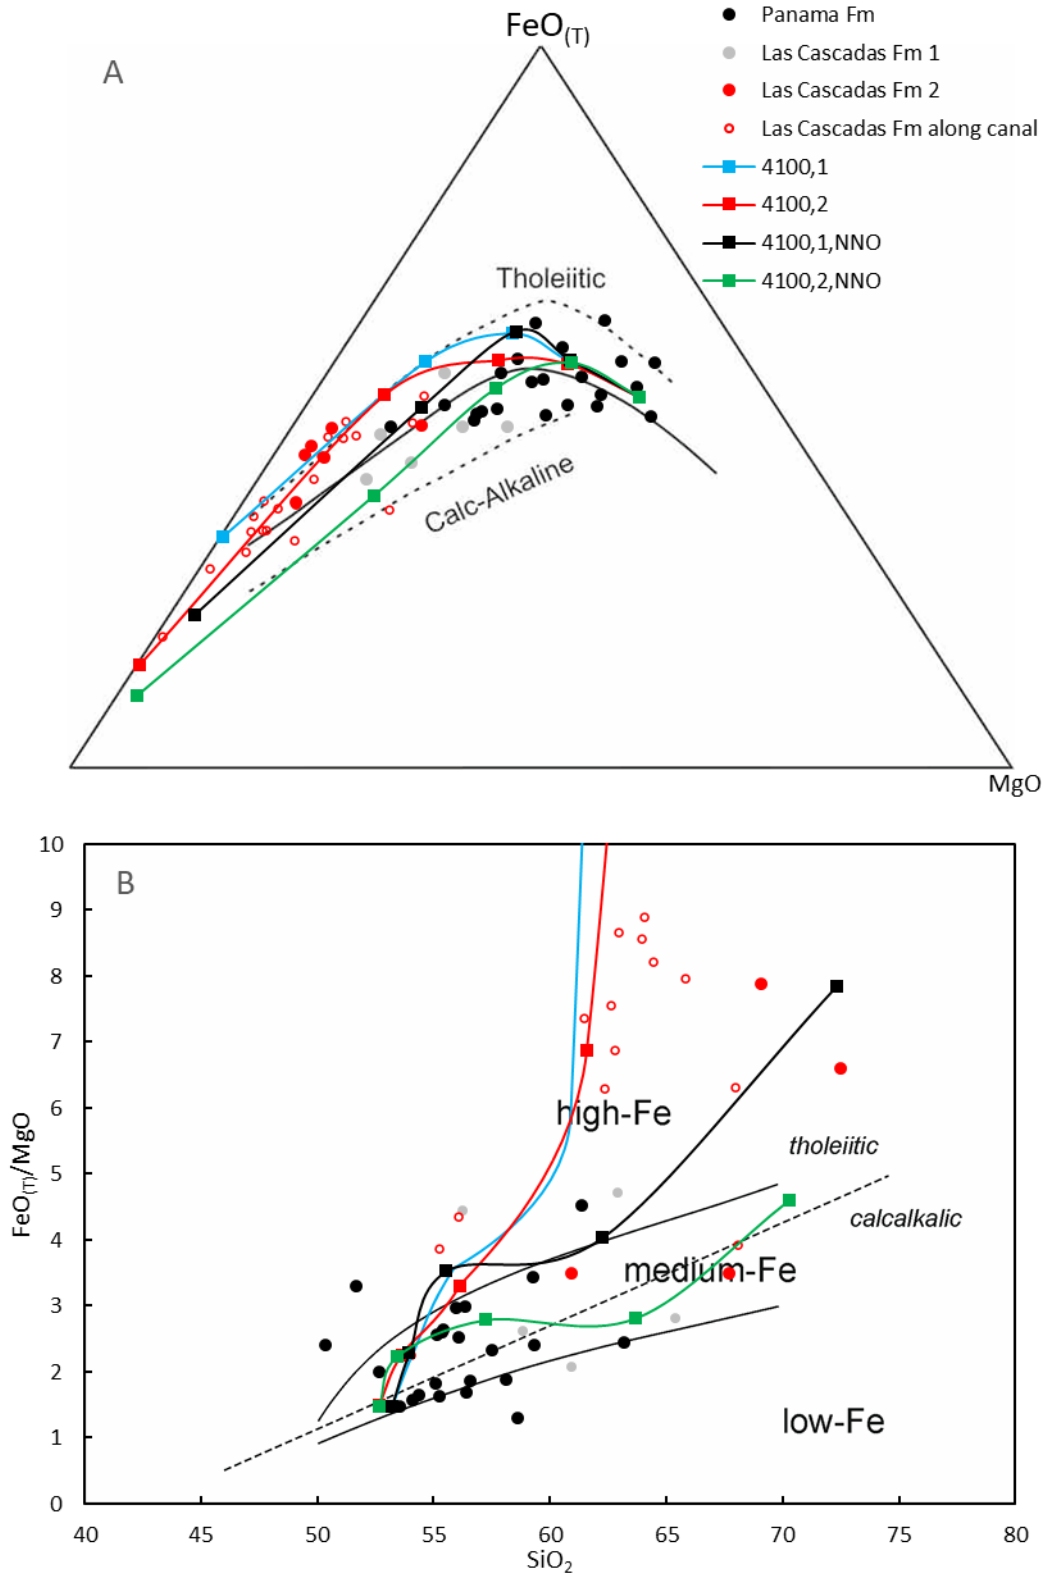 FeO(T)
A
Panama Fm
Las Cascadas Fm 1
Las Cascadas Fm 2
Las Cascadas Fm along canal
4100,1
4100,2
4100,1,NNO
4100,2,NNO
Tholeiitic
Calc-Alkaline
MgO
B
10
9
8
7
6
5
4
3
2
1
0
FeO(T)/MgO
high-Fe
tholeiitic
calcalkalic
medium-Fe
low-Fe
40 45 50 55 60 65 70 75 80
SiO2